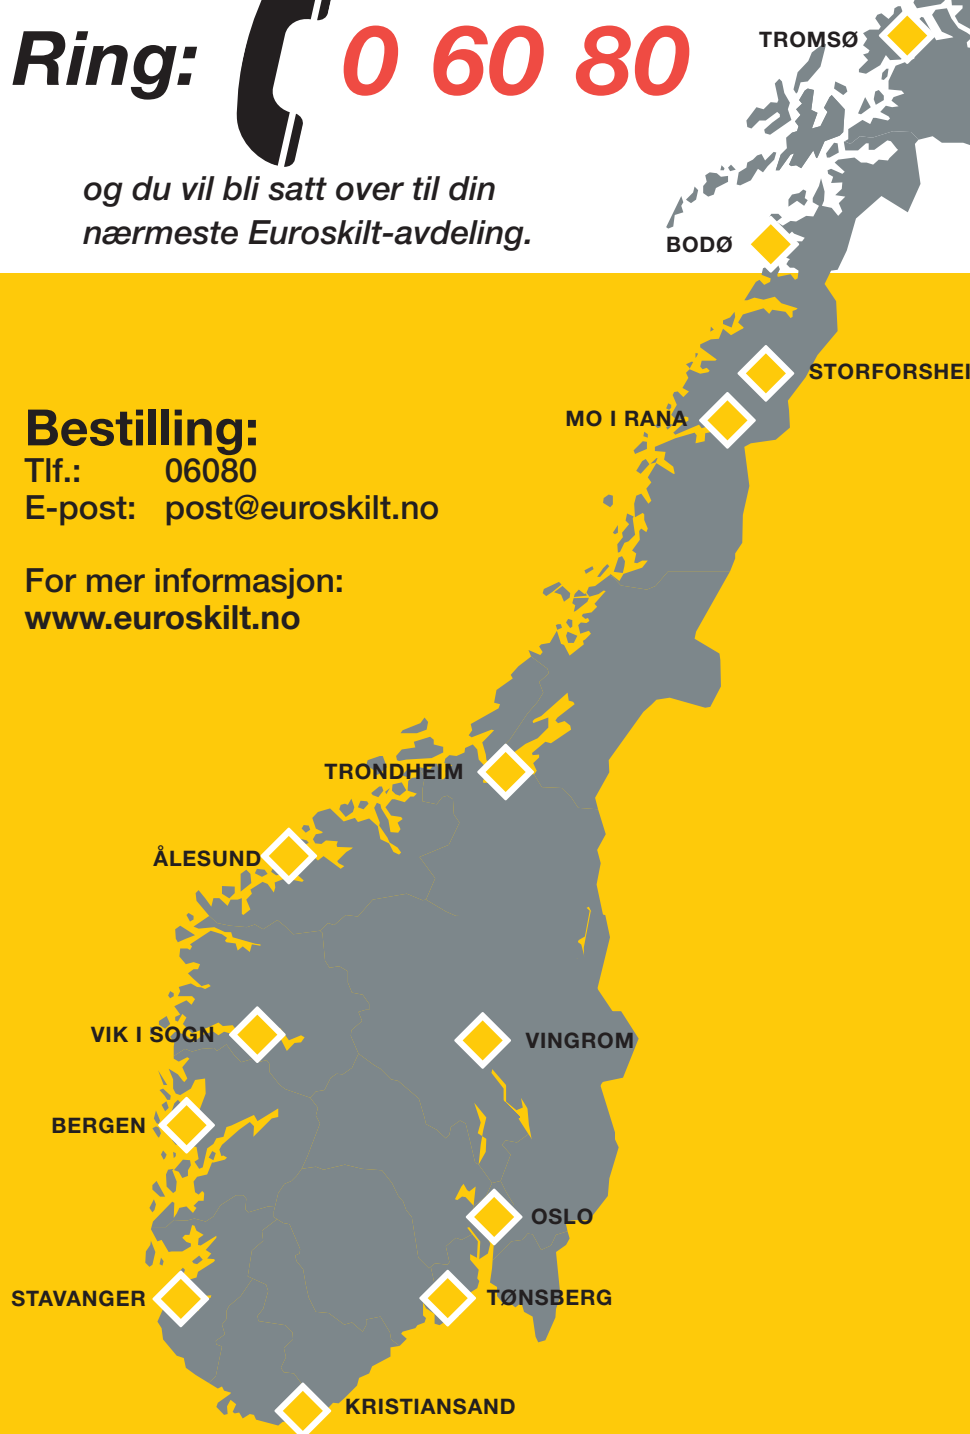 Ring: 0 60 80
og du vil bli satt over til din
nærmeste Euroskilt-avdeling.
TROMSØ
BODØ
STORFORSHEI
MO I RANA
Bestilling:
Tlf.: 06080
E-post: post@euroskilt.no
For mer informasjon:
www.euroskilt.no
TRONDHEIM
ÅLESUND
VIK I SOGN
VINGROM
BERGEN
OSLO
STAVANGER
TØNSBERG
KRISTIANSAND